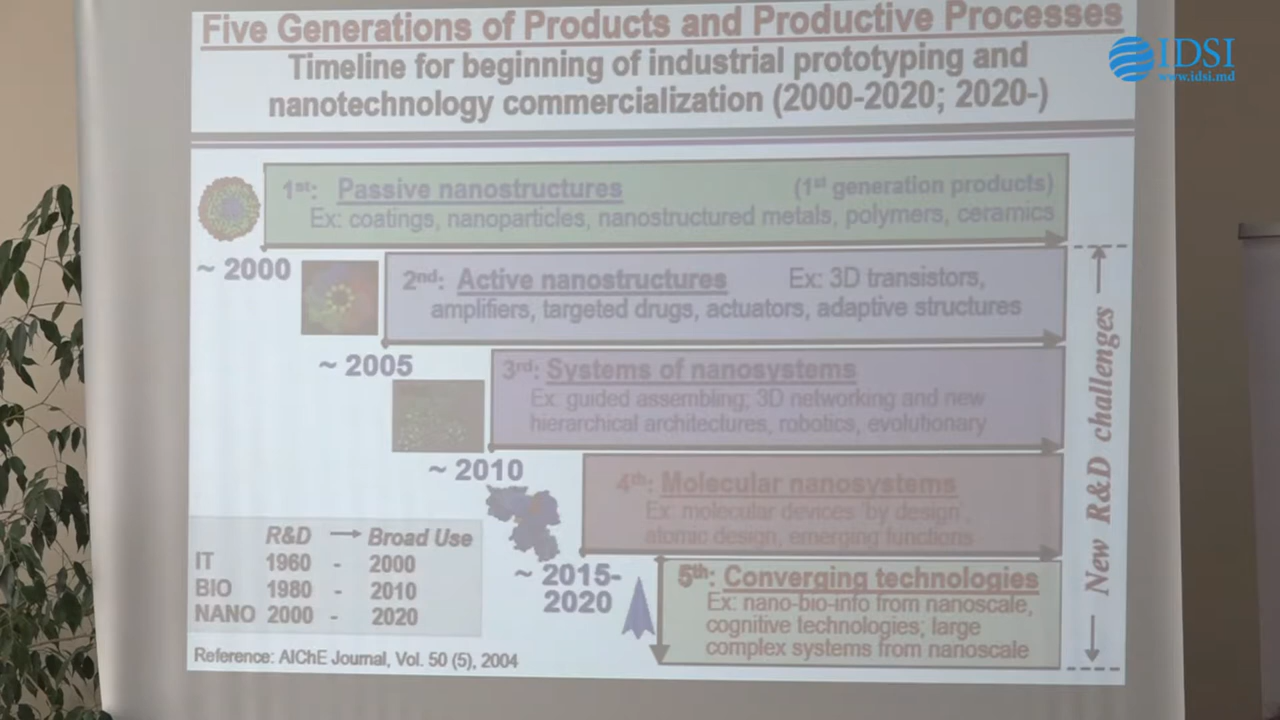 Five Generations of Products and Productive Processes
Timeline for beginning of industrial prototyping and
nanotechnology commercialization (2000-2020; 2020-)
IDSI
www.idsi.md
1st: Passive nanostructures (1st generation products)
Ex: coatings, nanoparticles, nanostructured metals, polymers, ceramics
~ 2000
2nd: Active nanostructures Ex: 3D transistors,
amplifiers, targeted drugs, actuators, adaptive structures
~ 2005
3rd: Systems of nanosystems
Ex: guided assembling; 3D networking and new
hierarchical architectures, robotics, evolutionary
~ 2010
4th: Molecular nanosystems
Ex: molecular devices 'by design',
atomic design, emerging functions
~ 2015-
2020
5th: Converging technologies
Ex: nano-bio-info from nanoscale,
cognitive technologies; large
complex systems from nanoscale
New R&D challenges
R&D → Broad Use
IT 1960 - 2000
BIO 1980 - 2010
NANO 2000 - 2020
Reference: AIChE Journal, Vol. 50 (5), 2004